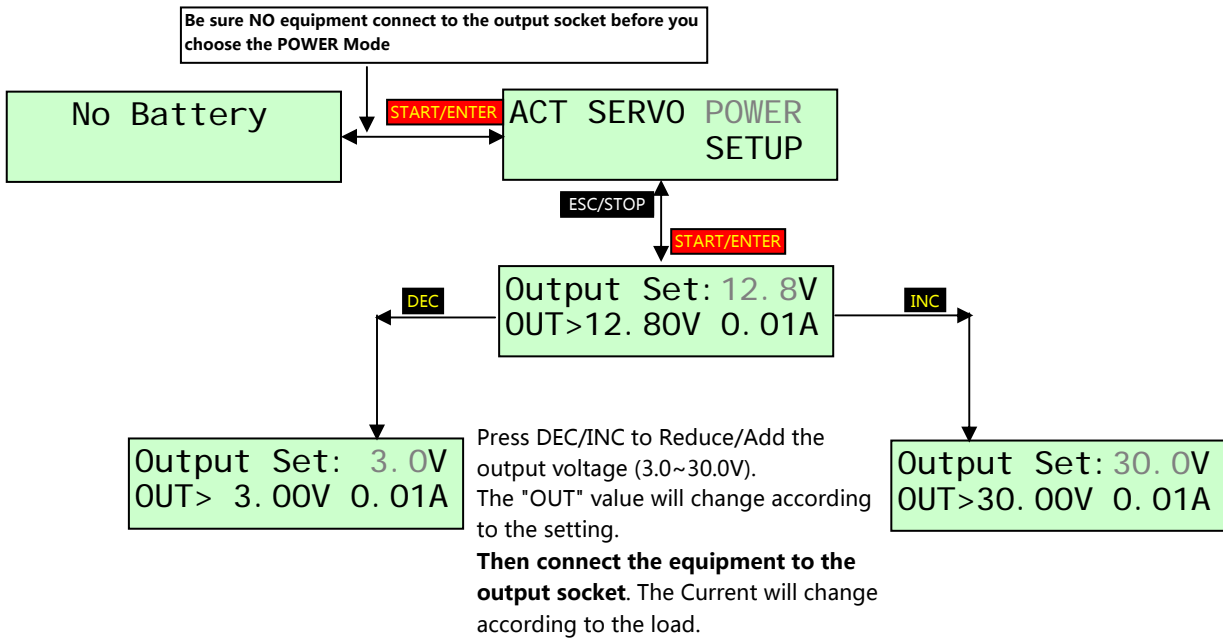 Be sure NO equipment connect to the output socket before you
choose the POWER Mode
No Battery
START/ENTER
ACT SERVO POWER
SETUP
ESC/STOP
START/ENTER
DEC
Output Set:12.8V
OUT>12.80V 0.01A
INC
Output Set: 3.0V
OUT> 3.00V 0.01A
Press DEC/INC to Reduce/Add the
output voltage (3.0~30.0V).
The "OUT" value will change according
to the setting.
Then connect the equipment to the
output socket. The Current will change
according to the load.
Output Set:30.0V
OUT>30.00V 0.01A